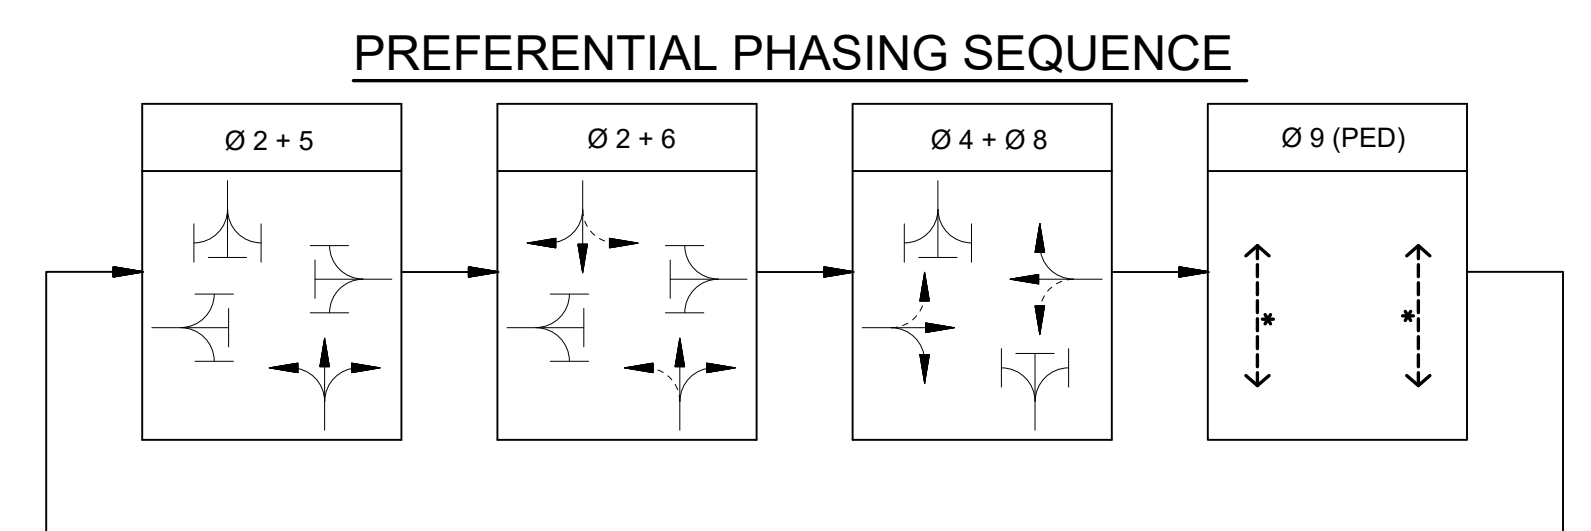 PREFERENTIAL PHASING SEQUENCE
Ø 2 + 5
Ø 2 + 6
Ø 4 + Ø 8
Ø 9 (PED)
* *